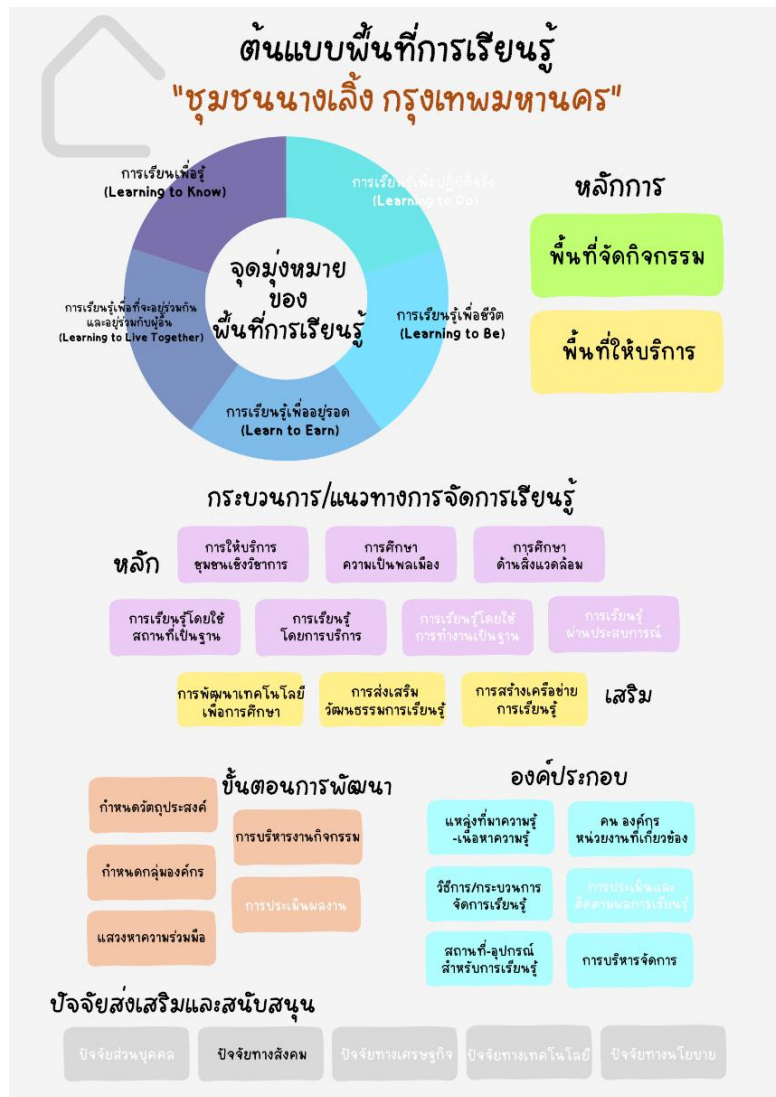 ต้นแบบพื้นที่การเรียนรู้
"ชุมชนนางเลิ้ง กรุงเทพมหานคร"
การเรียนเพื่อรู้
(Learning to Know)
การเรียนรู้เพื่อปฏิบัติจริง
(Learning to Do)
การเรียนรู้เพื่อที่จะอยู่ร่วมกัน
และอยู่ร่วมกับผู้อื่น
(Learning to Live Together)
จุดมุ่งหมาย
ของ
พื้นที่การเรียนรู้
การเรียนรู้เพื่อชีวิต
(Learning to Be)
การเรียนรู้เพื่ออยู่รอด
(Learn to Earn)
หลักการ
พื้นที่จัดกิจกรรม
พื้นที่ให้บริการ
กระบวนการ/แนวทางการจัดการเรียนรู้
หลัก
การให้บริการ
ชุมชนเชิงวิชาการ
การศึกษา
ความเป็นพลเมือง
การศึกษา
ด้านสิ่งแวดล้อม
การเรียนรู้โดยใช้
สถานที่เป็นฐาน
การเรียนรู้
โดยการบริการ
การเรียนรู้โดยใช้
การทำงานเป็นฐาน
การเรียนรู้
ผ่านประสบการณ์
การพัฒนาเทคโนโลยี
เพื่อการศึกษา
การส่งเสริม
วัฒนธรรมการเรียนรู้
การสร้างเครือข่าย
การเรียนรู้
เสริม
ขั้นตอนการพัฒนา
กำหนดวัตถุประสงค์
กำหนดกลุ่มองค์กร
แสวงหาความร่วมมือ
การบริหารงานกิจกรรม
การประเมินผลงาน
องค์ประกอบ
แหล่งที่มาความรู้
-เนื้อหาความรู้
คน องค์กร
หน่วยงานที่เกี่ยวข้อง
วิธีการ/กระบวนการ
จัดการเรียนรู้
การประเมินและ
ติดตามผลการเรียนรู้
สถานที่-อุปกรณ์
สำหรับการเรียนรู้
การบริหารจัดการ
ปัจจัยส่งเสริมและสนับสนุน
ปัจจัยส่วนบุคคล
ปัจจัยทางสังคม
ปัจจัยทางเศรษฐกิจ
ปัจจัยทางเทคโนโลยี
ปัจจัยทางนโยบาย